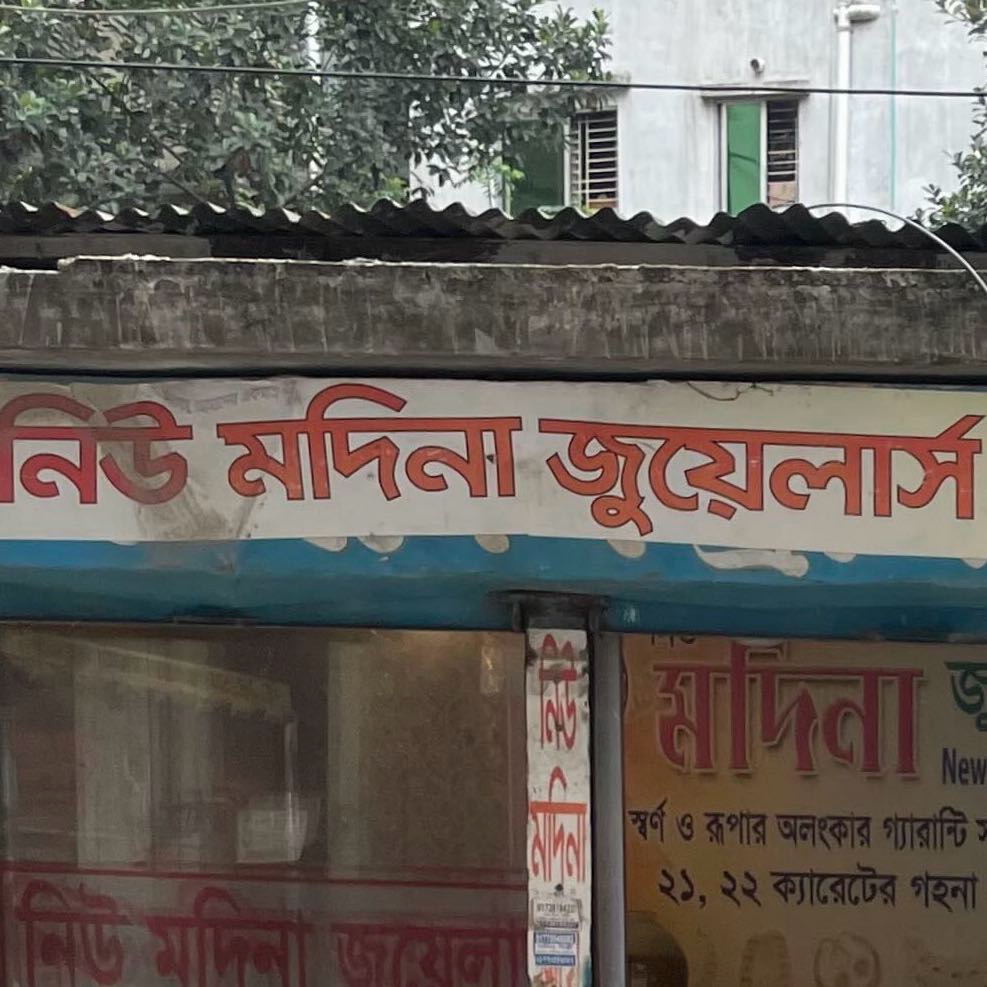 নিউ মদিনা জুয়েলার্স
নিউ
মদিনা
মদিনা
New
স্বর্ণ ও রূপার অলংকার গ্যারান্টি
২১, ২২ ক্যারেটের গহনা
নিউ মদিনা জুয়েলা